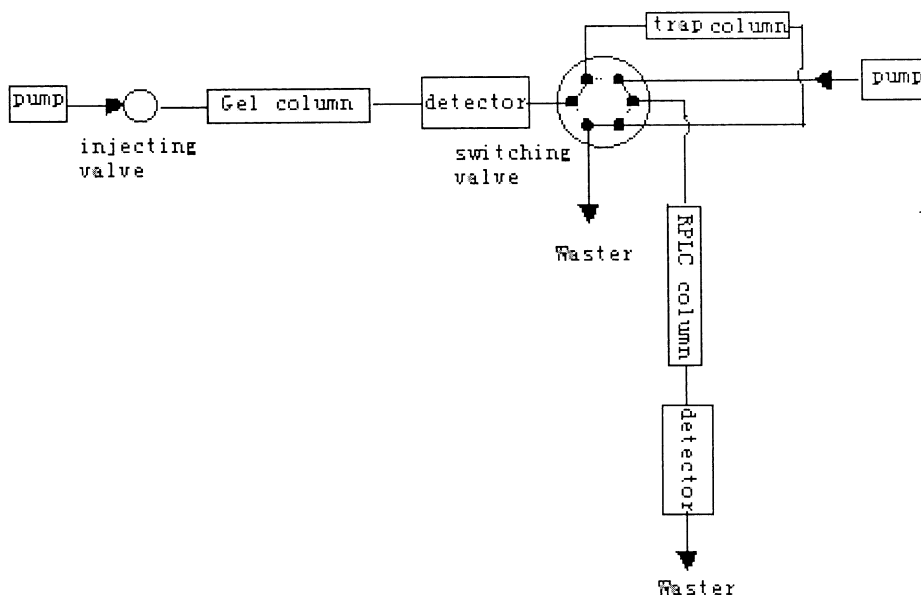 trap column
pump
Gel column
detector
pump
injecting
valve
switching
valve
Waster
RPLC column
detector
Waster